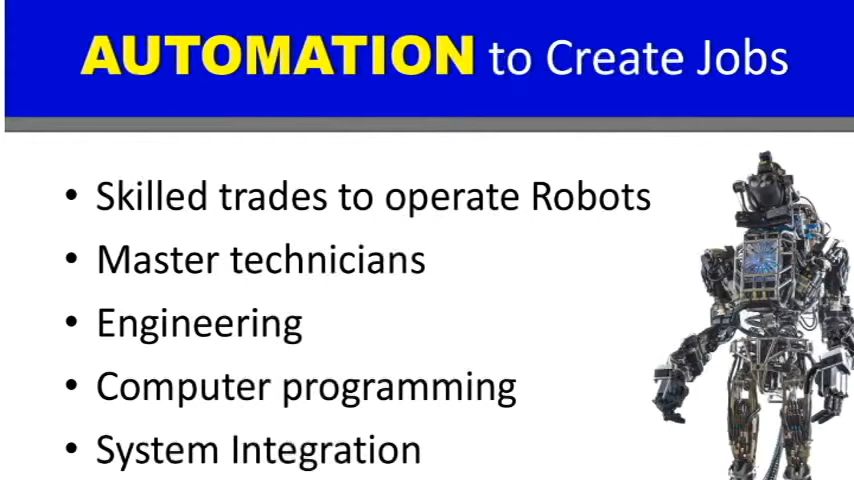 AUTOMATION to Create Jobs
• Skilled trades to operate Robots
• Master technicians
• Engineering
• Computer programming
• System Integration